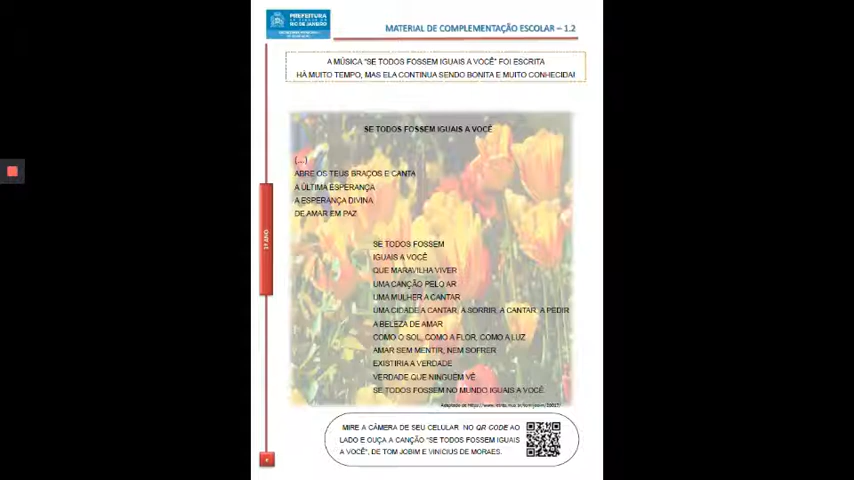 PREFEITURA
RIO DE JANEIRO
MATERIAL DE COMPLEMENTAÇÃO ESCOLAR – 1.2
A MÚSICA "SE TODOS FOSSEM IGUAIS A VOCÊ" FOI ESCRITA
HÁ MUITO TEMPO, MAS ELA CONTINUA SENDO BONITA E MUITO CONHECIDA!
SE TODOS FOSSEM IGUAIS A VOCÊ
(...)
ABRE OS TEUS BRAÇOS E CANTA
A ÚLTIMA ESPERANÇA
A ESPERANÇA DIVINA
DE AMAR EM PAZ
SE TODOS FOSSEM
IGUAIS A VOCÊ
QUE MARAVILHA VIVER
UMA CANÇÃO PELO AR
UMA MULHER A CANTAR
UMA CIDADE A CANTAR, A SORRIR, A CANTAR, A PEDIR
A BELEZA DE AMAR
COMO O SOL, COMO A FLOR, COMO A LUZ
AMAR SEM MENTIR, NEM SOFRER
EXISTIRIA A VERDADE
VERDADE QUE NINGUÉM VÊ
SE TODOS FOSSEM NO MUNDO IGUAIS A VOCÊ
1º ANO
MIRE A CÂMERA DE SEU CELULAR NO QR CODE AO
LADO E OUÇA A CANÇÃO "SE TODOS FOSSEM IGUAIS
A VOCÊ", DE TOM JOBIM E VINICIUS DE MORAES.